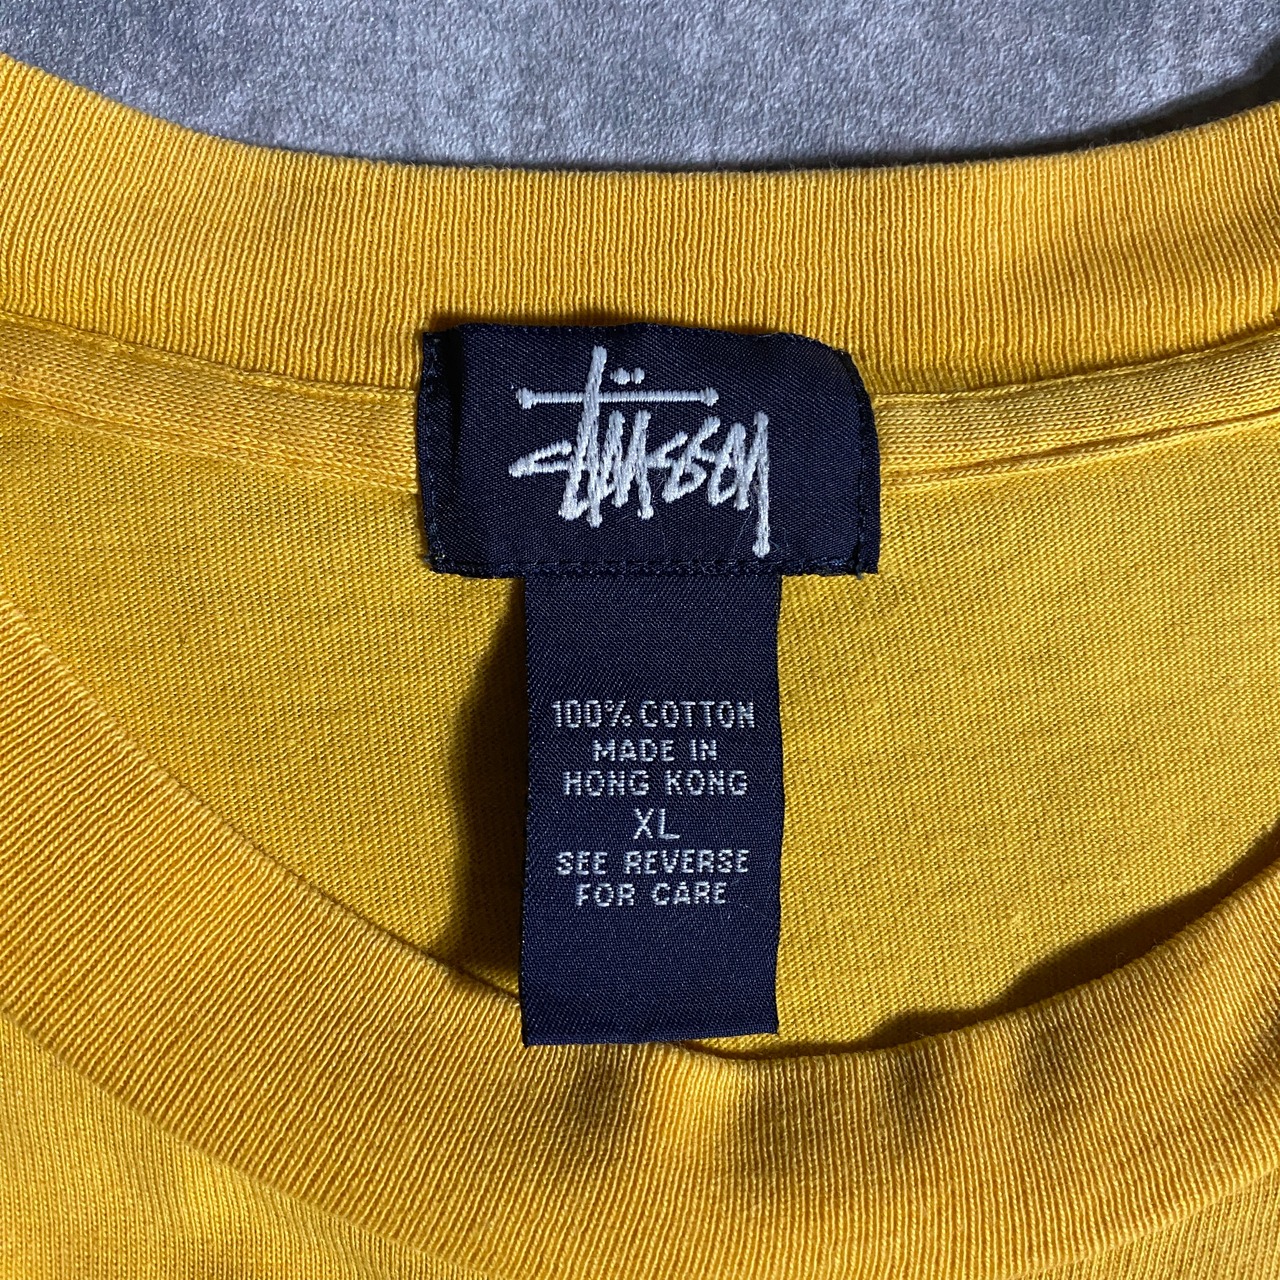 Stüssy
100% COTTON
MADE IN
HONG KONG
XL
SEE REVERSE
FOR CARE